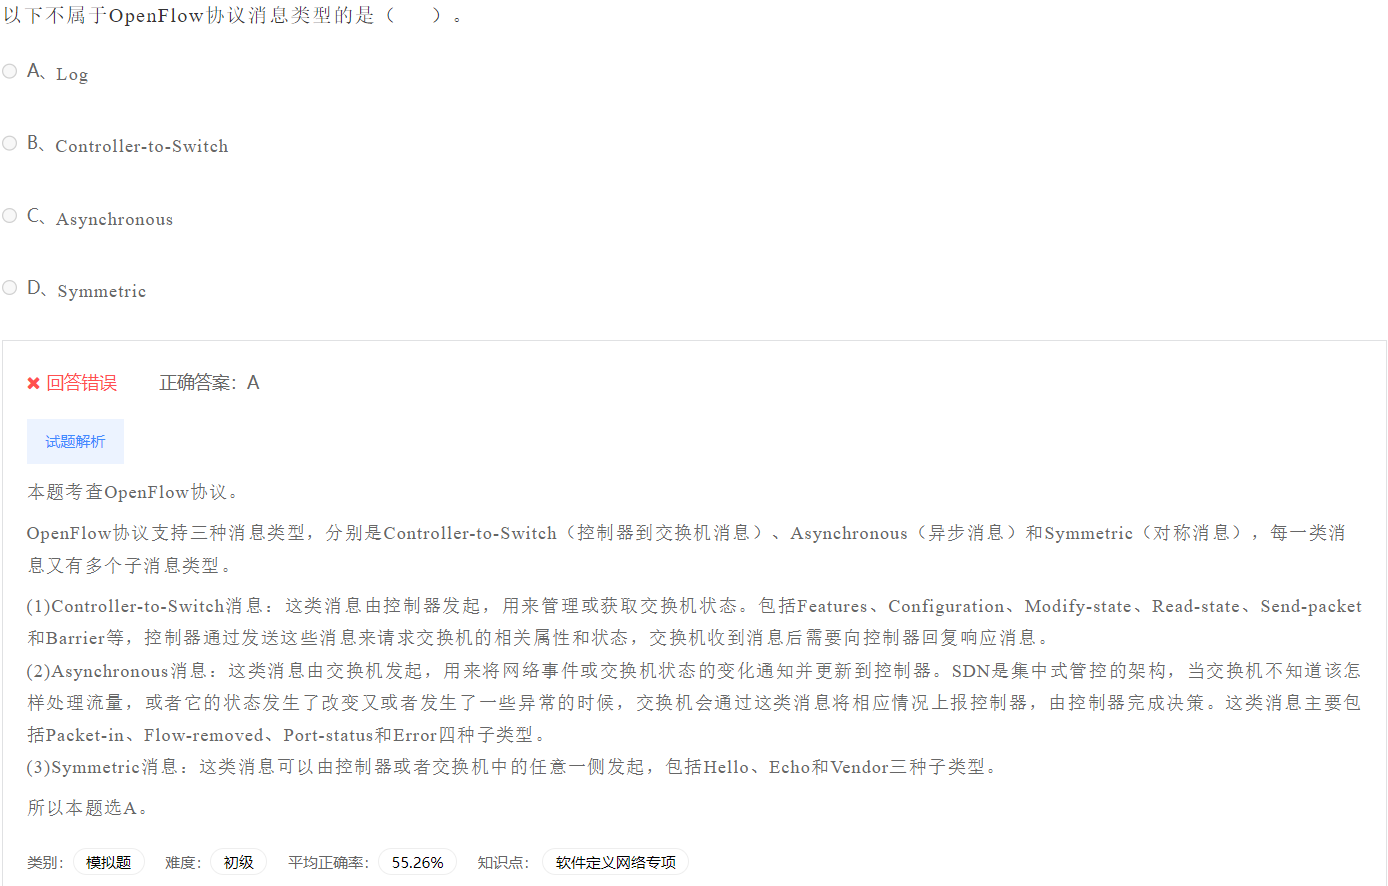 以下不属于OpenFlow协议消息类型的是（　　）。
A、Log
B、Controller-to-Switch
C、Asynchronous
D、Symmetric
回答错误 正确答案：A
试题解析
本题考查OpenFlow协议。
OpenFlow协议支持三种消息类型，分别是Controller-to-Switch（控制器到交换机消息）、Asynchronous（异步消息）和Symmetric（对称消息），每一类消
息又有多个子消息类型。
(1)Controller-to-Switch消息：这类消息由控制器发起，用来管理或获取交换机状态。包括Features、Configuration、Modify-state、Read-state、Send-packet
和Barrier等，控制器通过发送这些消息来请求交换机的相关属性和状态，交换机收到消息后需要向控制器回复响应消息。
(2)Asynchronous消息：这类消息由交换机发起，用来将网络事件或交换机状态的变化通知并更新到控制器。SDN是集中式管控的架构，当交换机不知道该怎
样处理流量，或者它的状态发生了改变又或者发生了一些异常的时候，交换机会通过这类消息将相应情况上报控制器，由控制器完成决策。这类消息主要包
括Packet-in、Flow-removed、Port-status和Error四种子类型。
(3)Symmetric消息：这类消息可以由控制器或者交换机中的任意一侧发起，包括Hello、Echo和Vendor三种子类型。
所以本题选A。
类别： 模拟题 难度： 初级 平均正确率： 55.26% 知识点： 软件定义网络专项